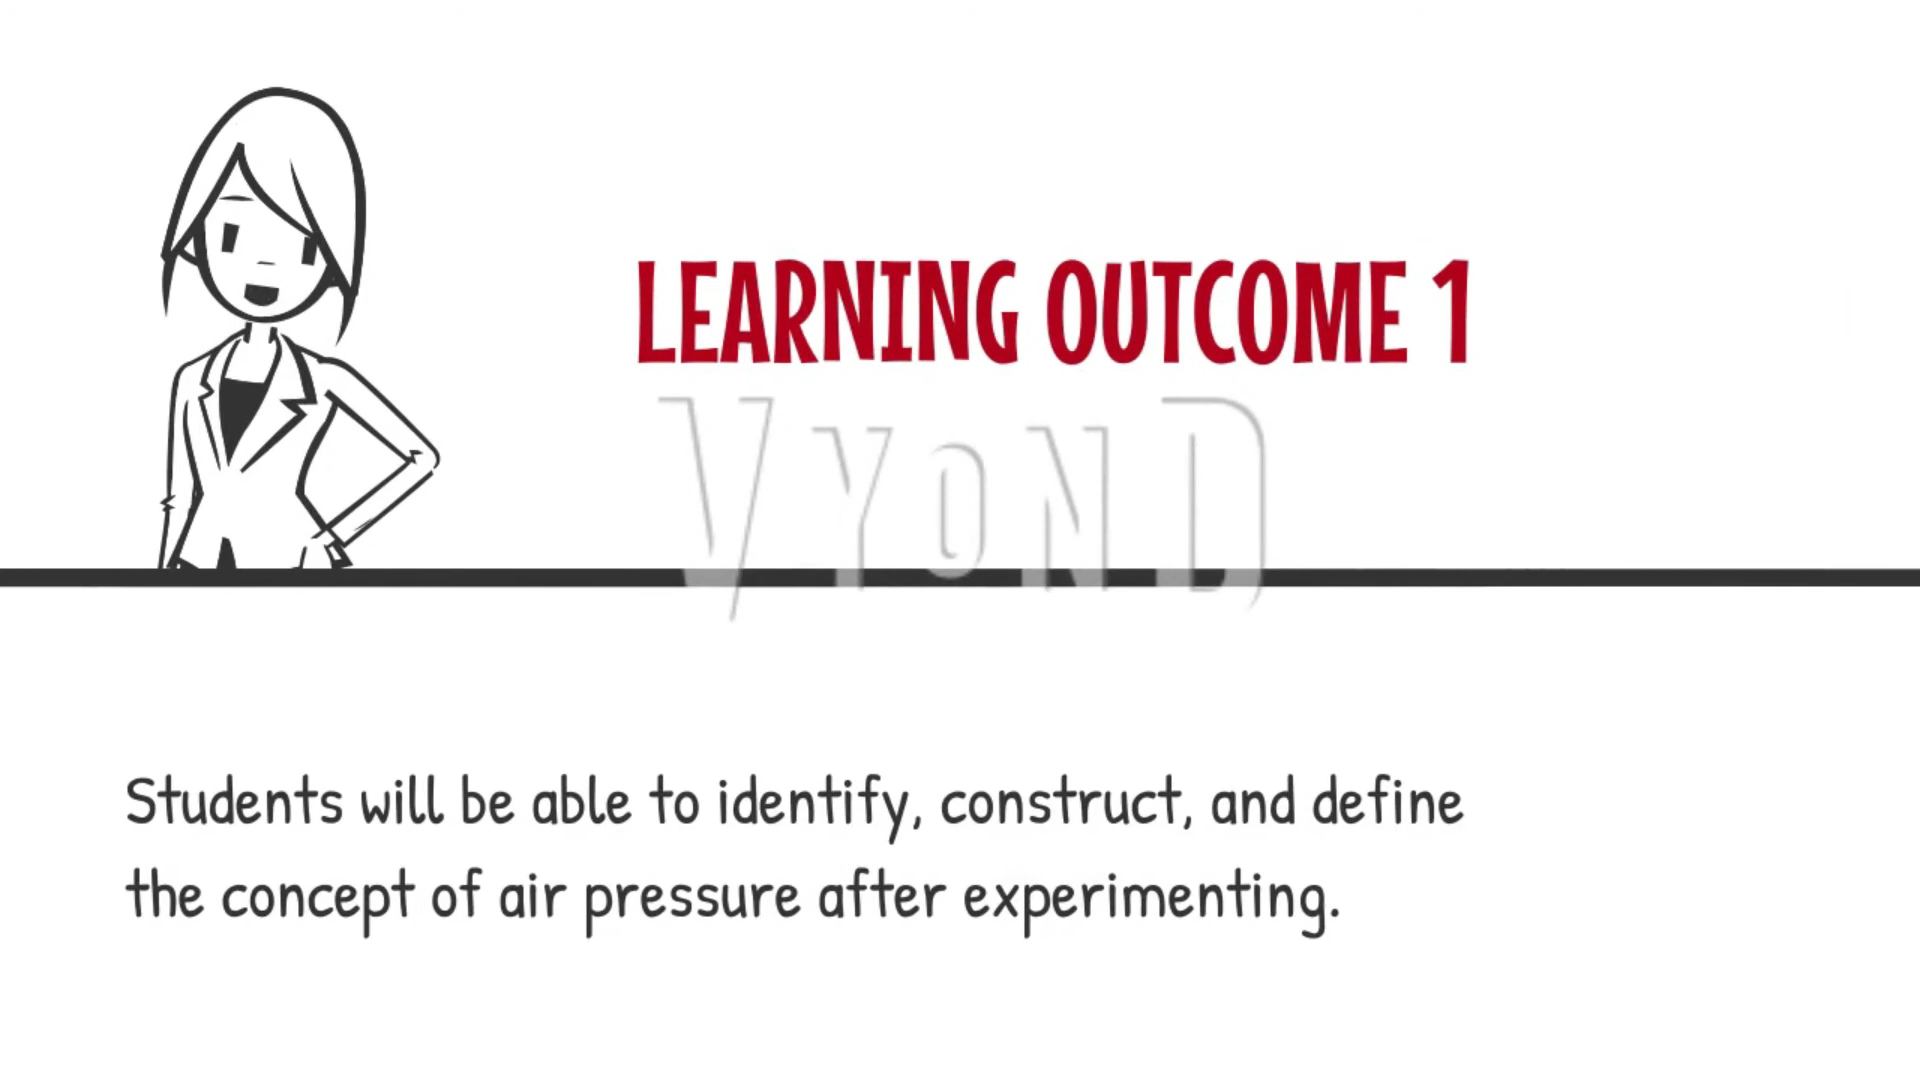 LEARNING OUTCOME 1
VYOND
Students will be able to identify, construct, and define
the concept of air pressure after experimenting.